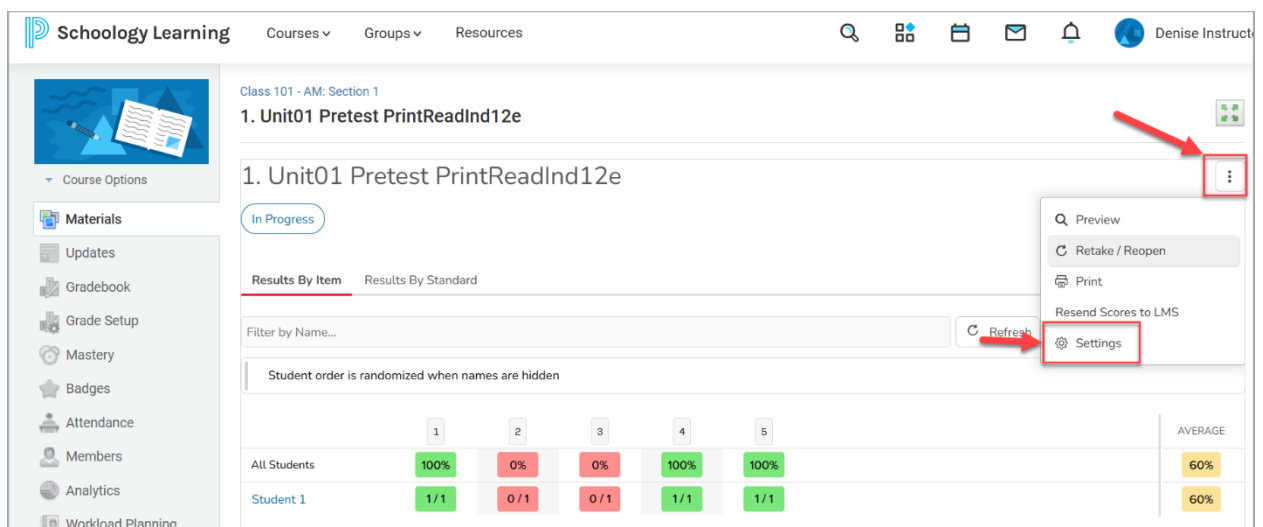 Schoology Learning Courses Groups Resources Denise Instruct
Class 101 - AM: Section 1
1. Unit01 Pretest PrintReadInd12e
Course Options
Materials
Updates
Gradebook
Grade Setup
Mastery
Badges
Attendance
Members
Analytics
Workload Planning
1. Unit01 Pretest PrintReadInd12e
In Progress
Preview
Retake / Reopen
Print
Resend Scores to LMS
Settings
Results By Item Results By Standard
Filter by Name... Refresh
Student order is randomized when names are hidden
1 2 3 4 5 AVERAGE
All Students 100% 0% 0% 100% 100% 60%
Student 1 1/1 0/1 0/1 1/1 1/1 60%